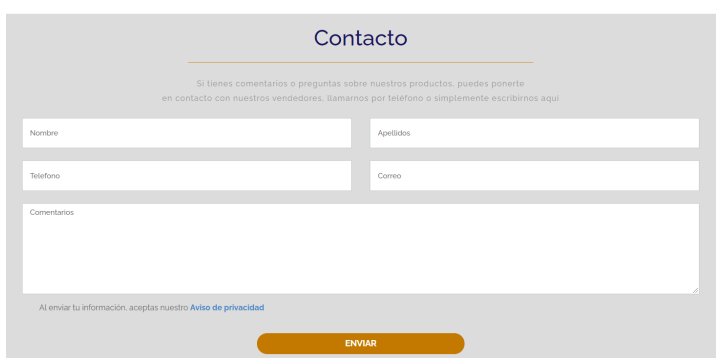 Contacto
Si tienes comentarios o preguntas sobre nuestros productos, puedes ponerte
en contacto con nuestros vendedores, llamarnos por teléfono o simplemente escribirnos aquí
Nombre
Apellidos
Telefono
Correo
Comentarios
Al enviar tu información, aceptas nuestro Aviso de privacidad
ENVIAR